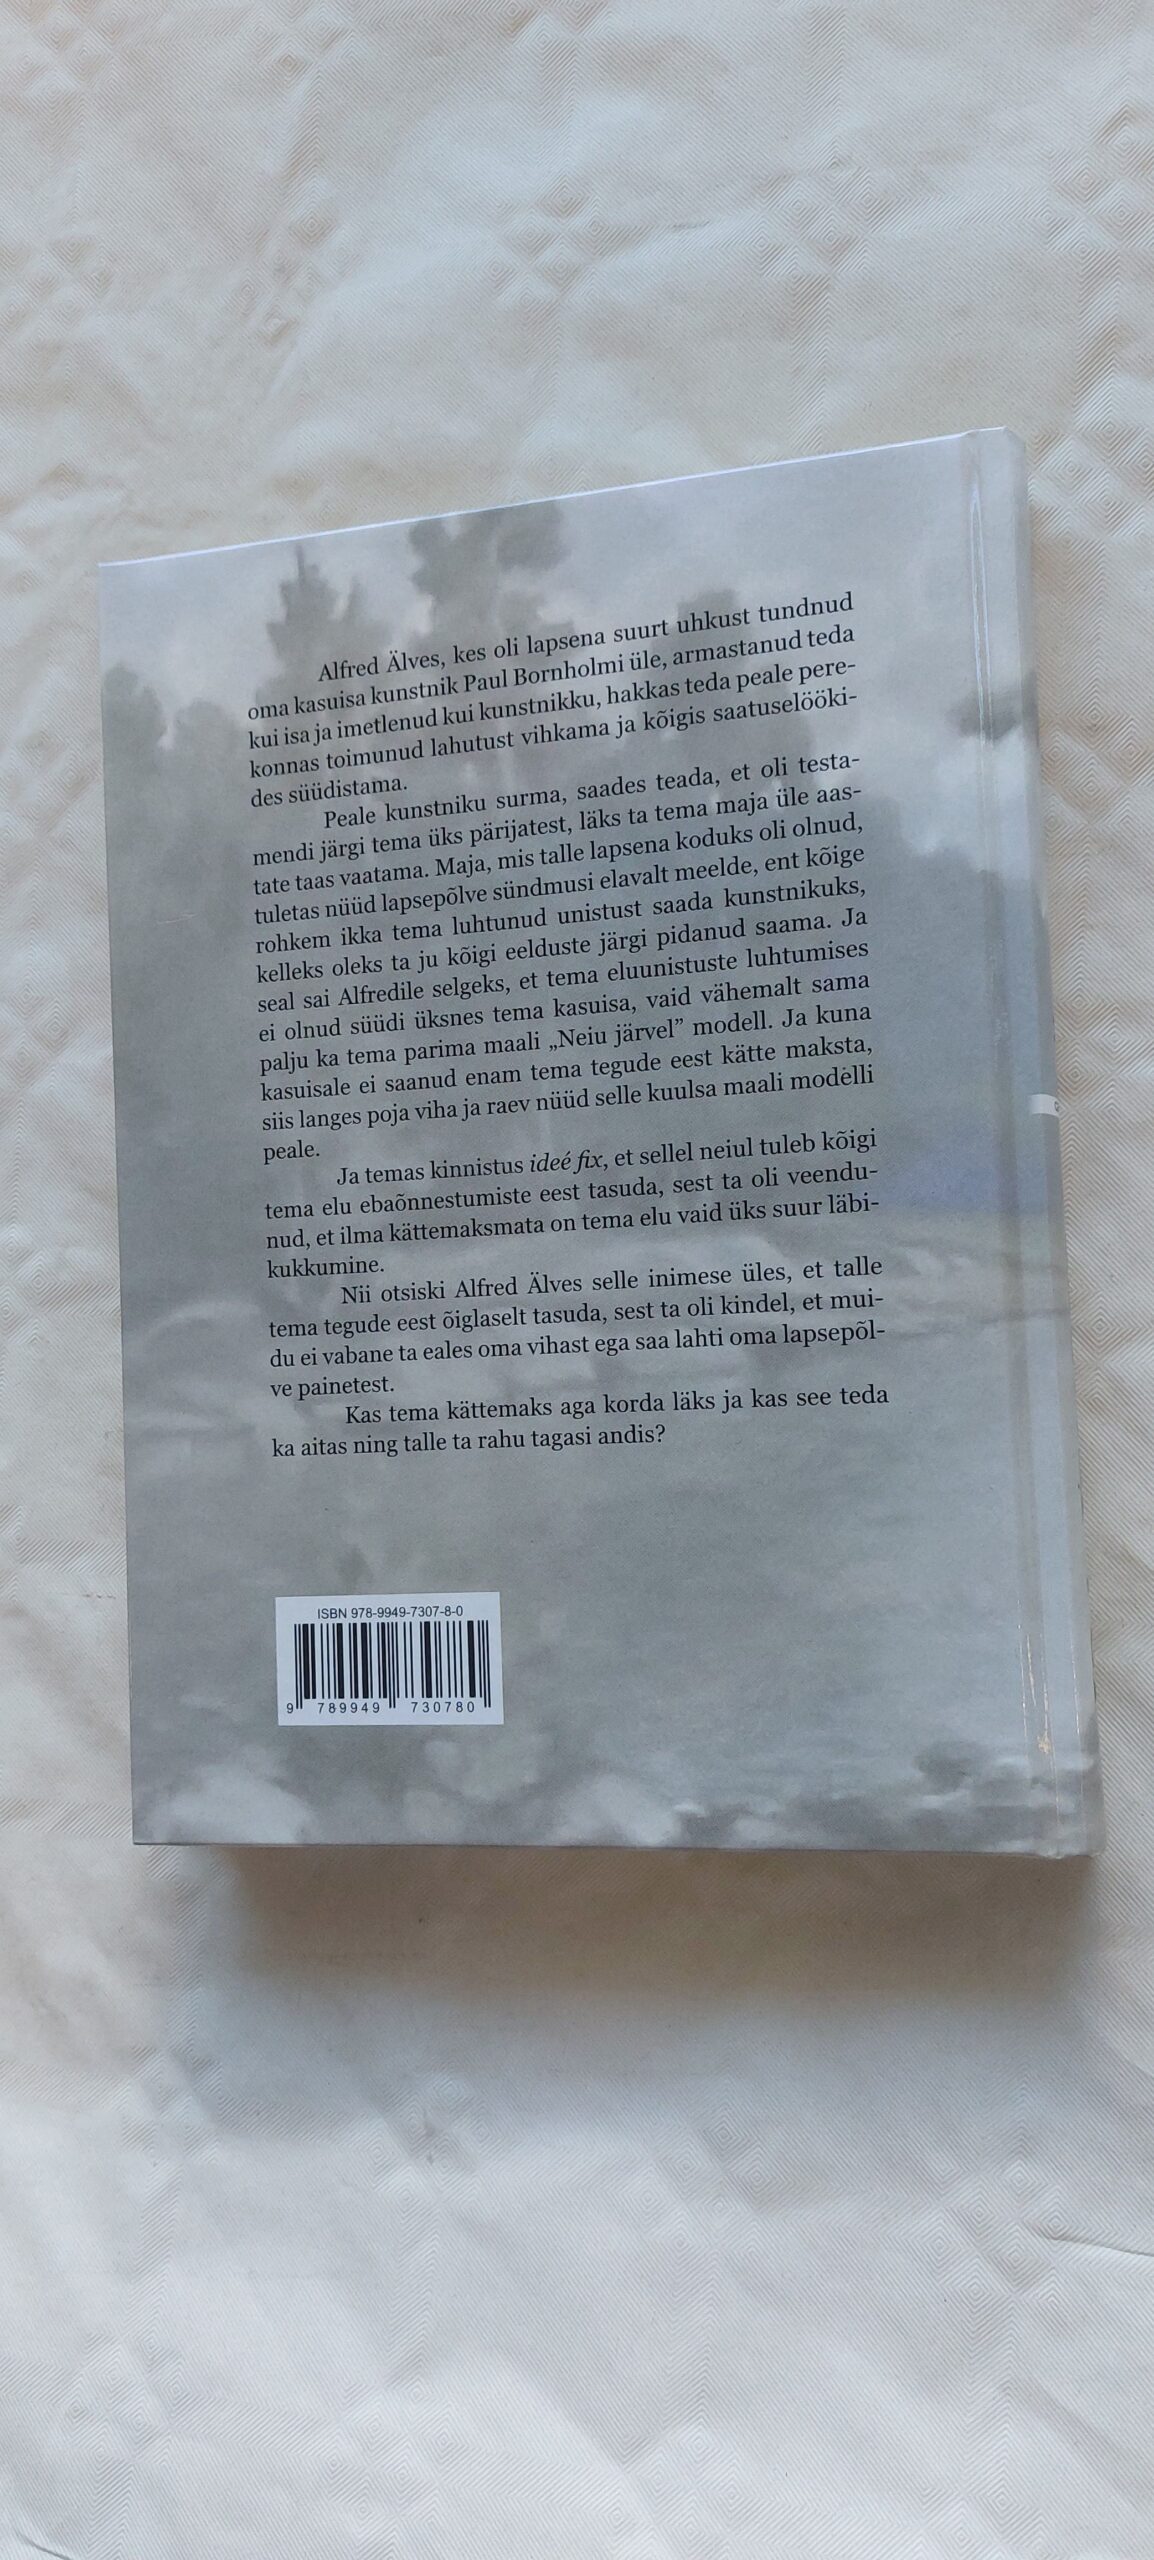 Alfred Älves, kes oli lapsena suurt uhkust tundnud
oma kasuisa kunstnik Paul Bornholmi üle, armastanud teda
kui isa ja imetlenud kui kunstnikku, hakkas teda peale pere-
konnas toimunud lahutust vihkama ja kõigis saatuselööki-
des süüdistama.
Peale kunstniku surma, saades teada, et oli testa-
mendi järgi tema üks pärijatest, läks ta tema maja üle aas-
tate taas vaatama. Maja, mis talle lapsena koduks oli olnud,
tuletas nüüd lapsepõlve sündmusi elavalt meelde, ent kõige
rohkem ikka tema luhtunud unistust saada kunstnikuks,
kelleks oleks ta ju kõigi eelduste järgi pidanud saama. Ja
seal sai Alfredile selgeks, et tema eluunistuste luhtumises
ei olnud süüdi üksnes tema kasuisa, vaid vähemalt sama
palju ka tema parima maali „Neiu järvel” modell. Ja kuna
kasuisale ei saanud enam tema tegude eest kätte maksta,
siis langes poja viha ja raev nüüd selle kuulsa maali modelli
peale.
Ja temas kinnistus ideé fix, et sellel neiul tuleb kõigi
tema elu ebaõnnestumiste eest tasuda, sest ta oli veendu-
nud, et ilma kättemaksmata on tema elu vaid üks suur läbi-
kukkumine.
Nii otsiski Alfred Älves selle inimese üles, et talle
tema tegude eest õiglaselt tasuda, sest ta oli kindel, et mui-
du ei vabane ta eales oma vihast ega saa lahti oma lapsepõl-
ve painetest.
Kas tema kättemaks aga korda läks ja kas see teda
ka aitas ning talle ta rahu tagasi andis?
ISBN 978-9949-7307-8-0
9 789949 730780